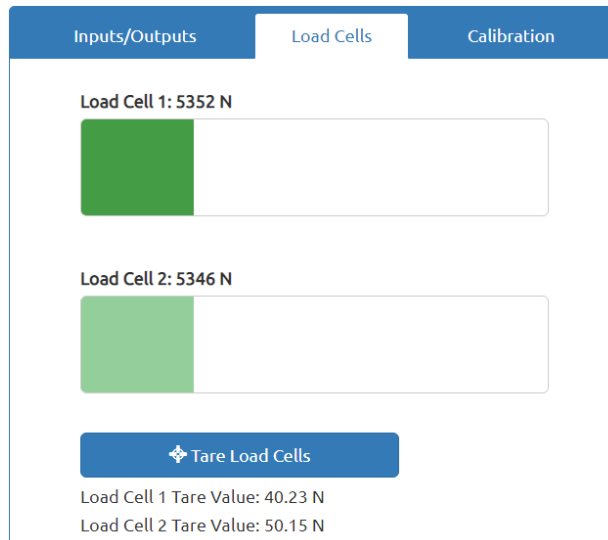 Inputs/Outputs Load Cells Calibration
Load Cell 1: 5352 N
Load Cell 2: 5346 N
Tare Load Cells
Load Cell 1 Tare Value: 40.23 N
Load Cell 2 Tare Value: 50.15 N